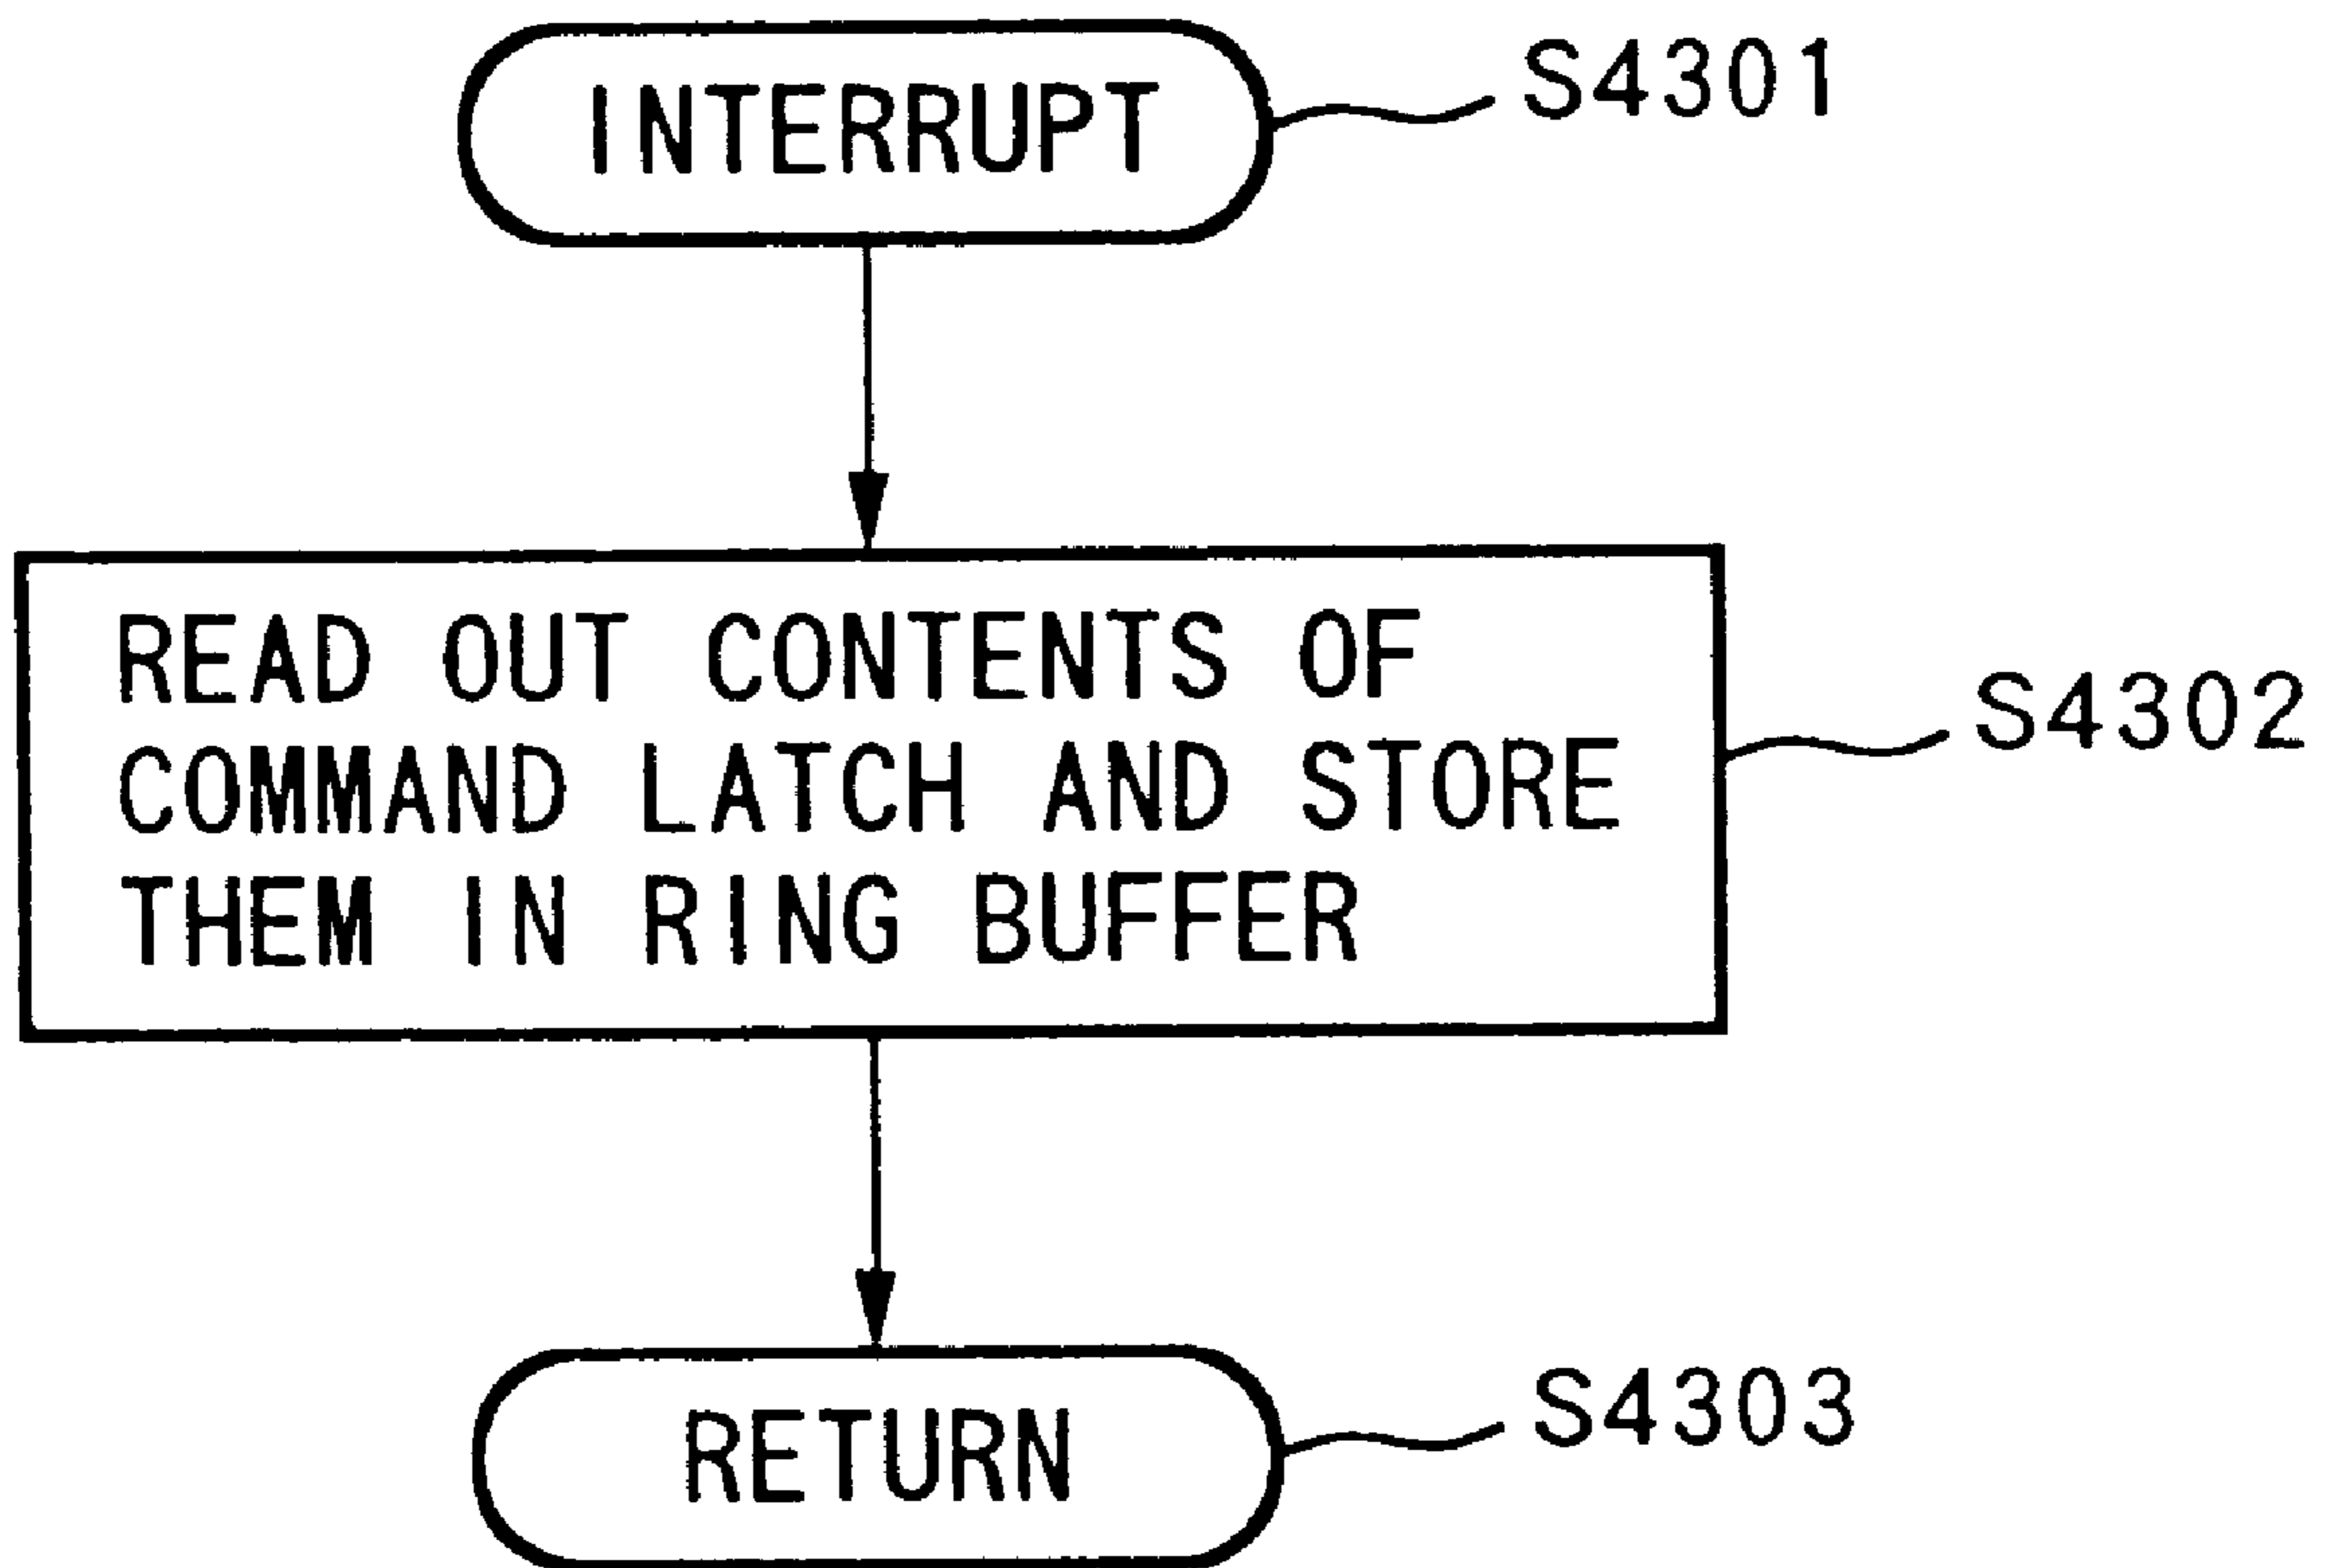 INTERRUPT
S4301
READ OUT CONTENTS OF
COMMAND LATCH AND STORE
THEM IN RING BUFFER
S4302
RETURN
S4303